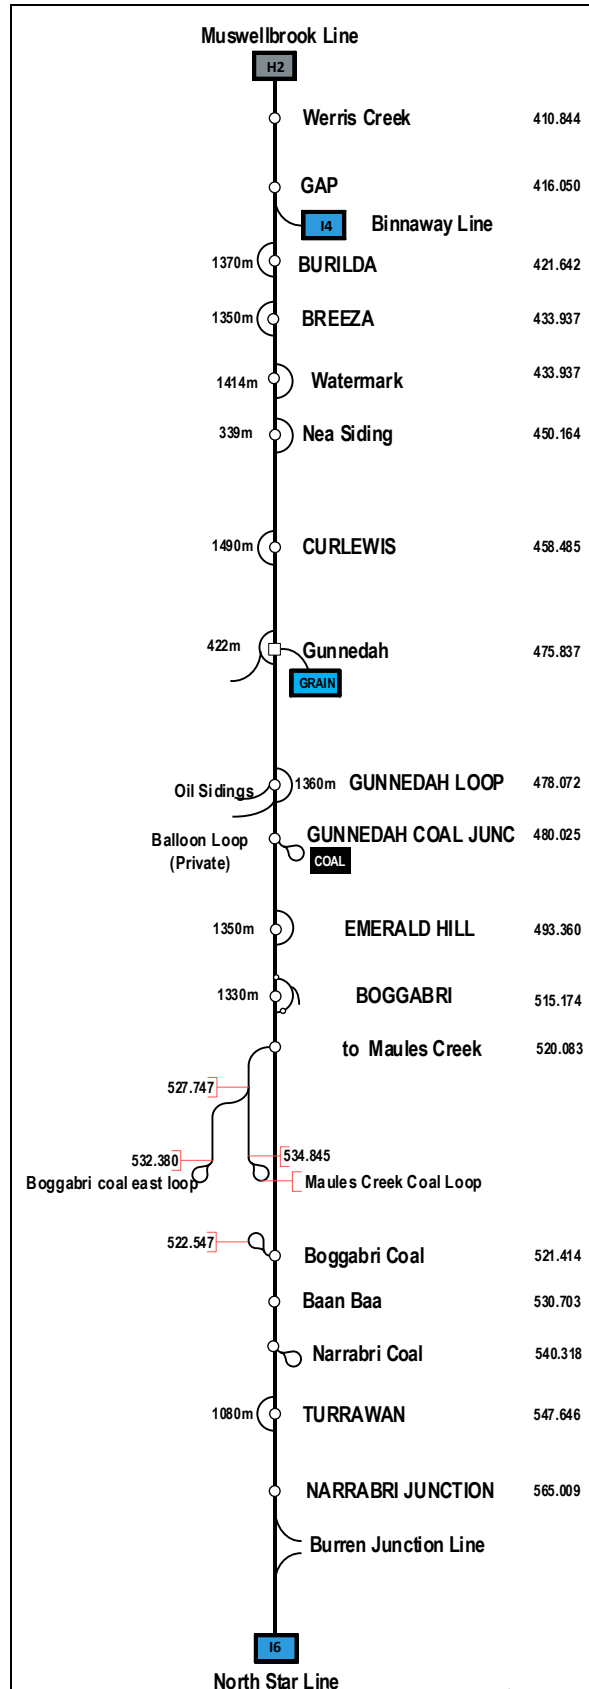 Muswellbrook Line
H2
Werris Creek 410.844
GAP 416.050
I4 Binnaway Line
1370m BURILDA 421.642
1350m BREEZA 433.937
1414m Watermark 433.937
339m Nea Siding 450.164
1490m CURLEWIS 458.485
422m Gunnedah 475.837
GRAIN
Oil Sidings 1360m GUNNEDAH LOOP 478.072
Balloon Loop
(Private)
GUNNEDAH COAL JUNC 480.025
COAL
1350m EMERALD HILL 493.360
1330m BOGGABRI 515.174
to Maules Creek 520.083
527.747
532.380 534.845
Boggabri coal east loop Maules Creek Coal Loop
522.547
Boggabri Coal 521.414
Baan Baa 530.703
Narrabri Coal 540.318
1080m TURRAWAN 547.646
NARRABRI JUNCTION 565.009
Burren Junction Line
I6
North Star Line